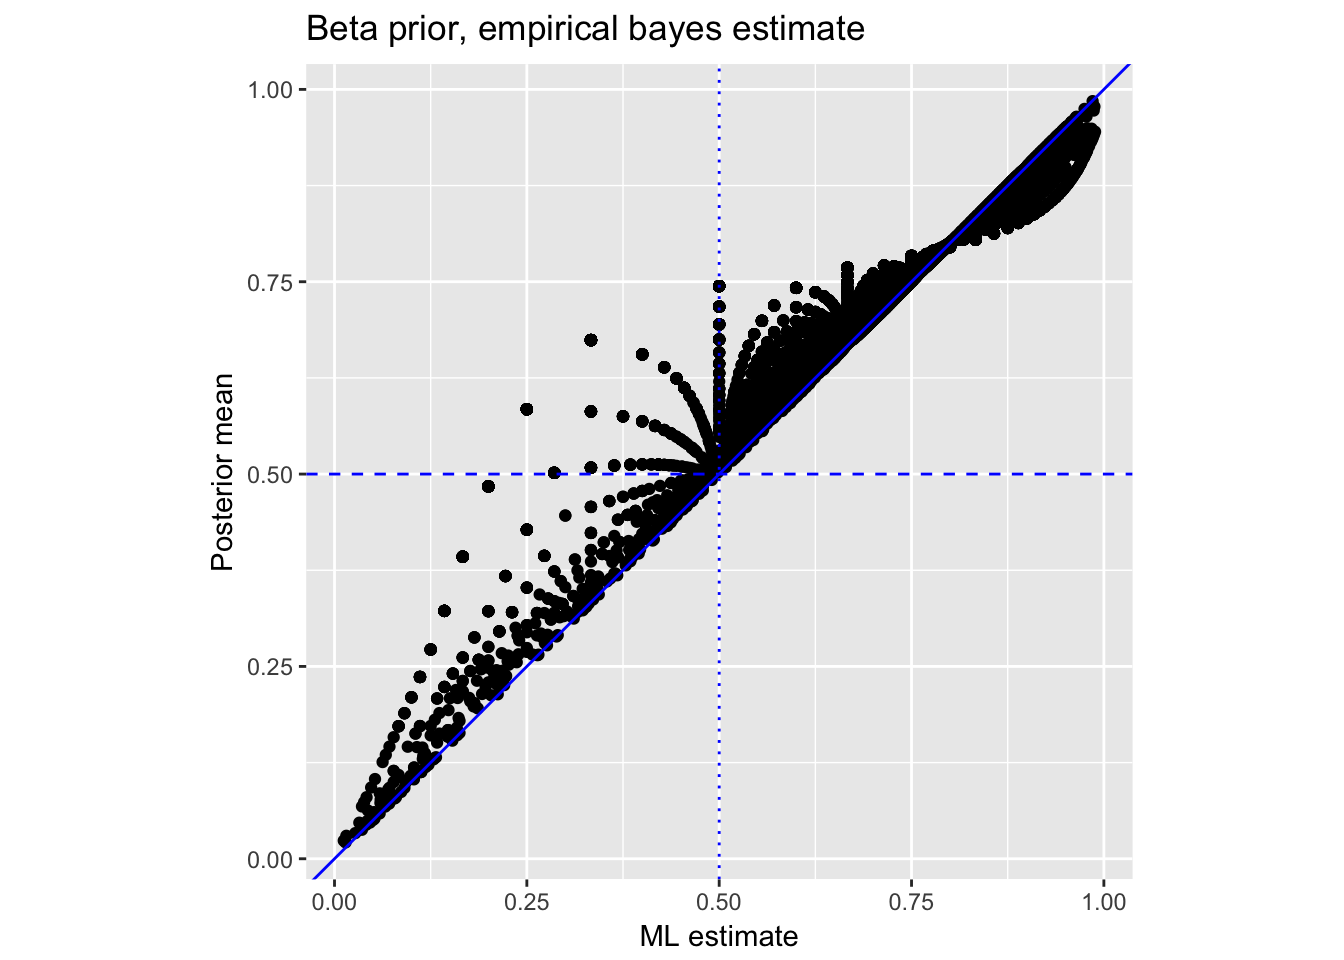 Beta prior, empirical bayes estimate
1.00
0.75
0.50
0.25
0.00
Posterior mean
0.00 0.25 0.50 0.75 1.00
ML estimate